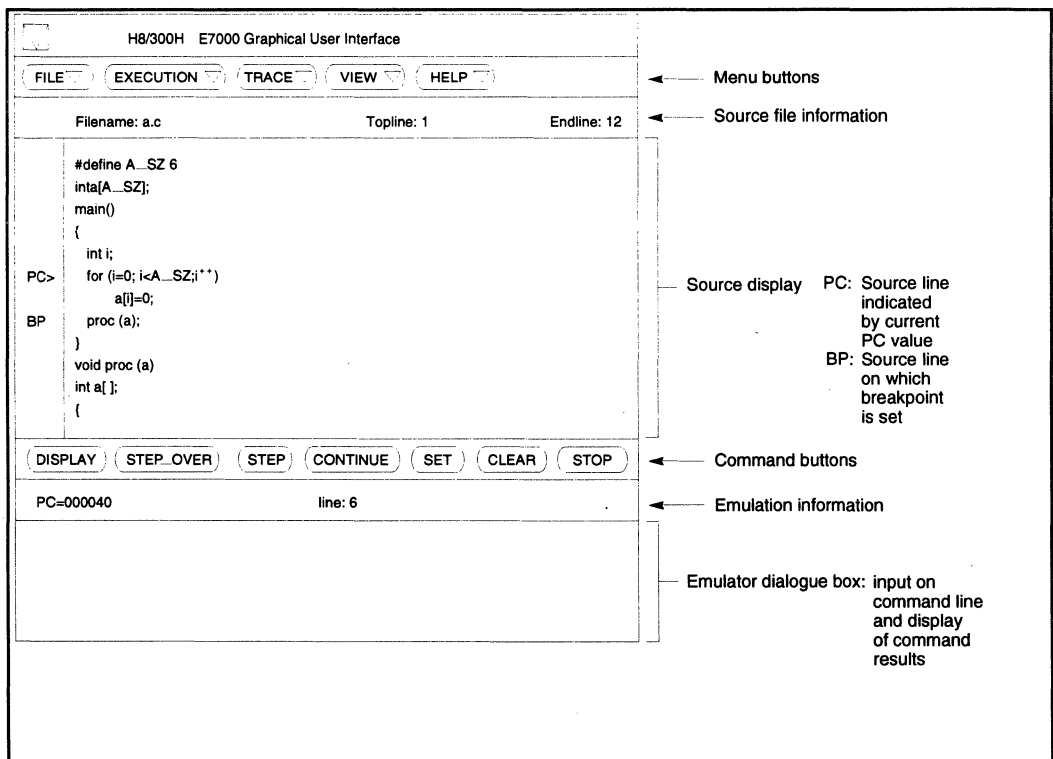 H8/300H E7000 Graphical User Interface
FILE EXECUTION TRACE VIEW HELP
Menu buttons
Filename: a.c Topline: 1 Endline: 12
Source file information
#define A_SZ 6
inta[A_SZ];
main()
{
int i;
PC> for (i=0; i<A_SZ;i++)
a[i]=0;
BP proc (a);
}
void proc (a)
int a[ ];
{
Source display
PC: Source line
indicated
by current
PC value
BP: Source line
on which
breakpoint
is set
DISPLAY STEP_OVER STEP CONTINUE SET CLEAR STOP
Command buttons
PC=000040 line: 6
Emulation information
Emulator dialogue box: input on
command line
and display
of command
results